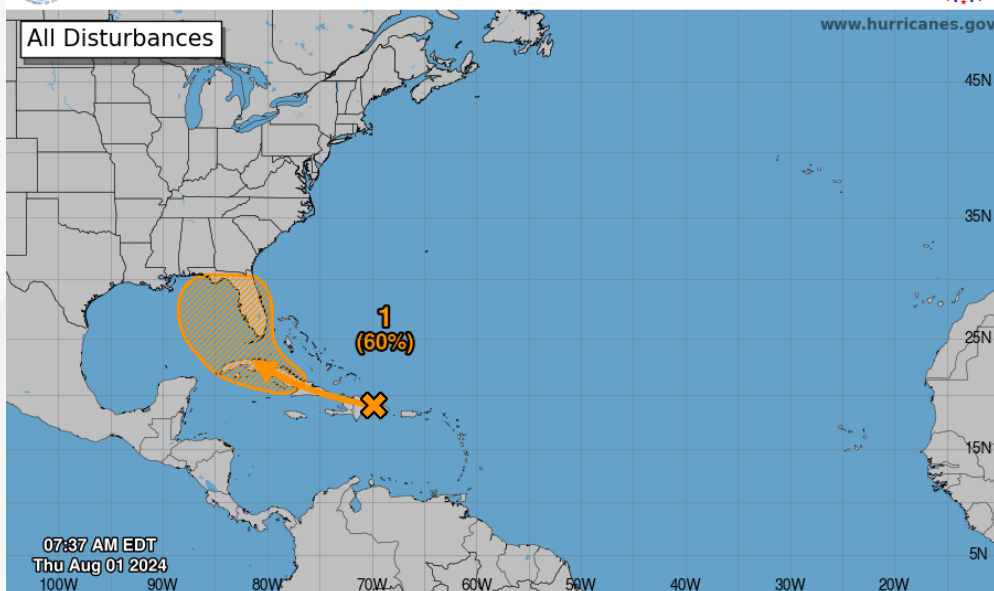 All Disturbances
www.hurricanes.gov
45N
35N
1
(60%)
25N
15N
07:37 AM EDT
Thu Aug 01 2024
5N
100W 90W 80W 70W 60W 50W 40W 30W 20W